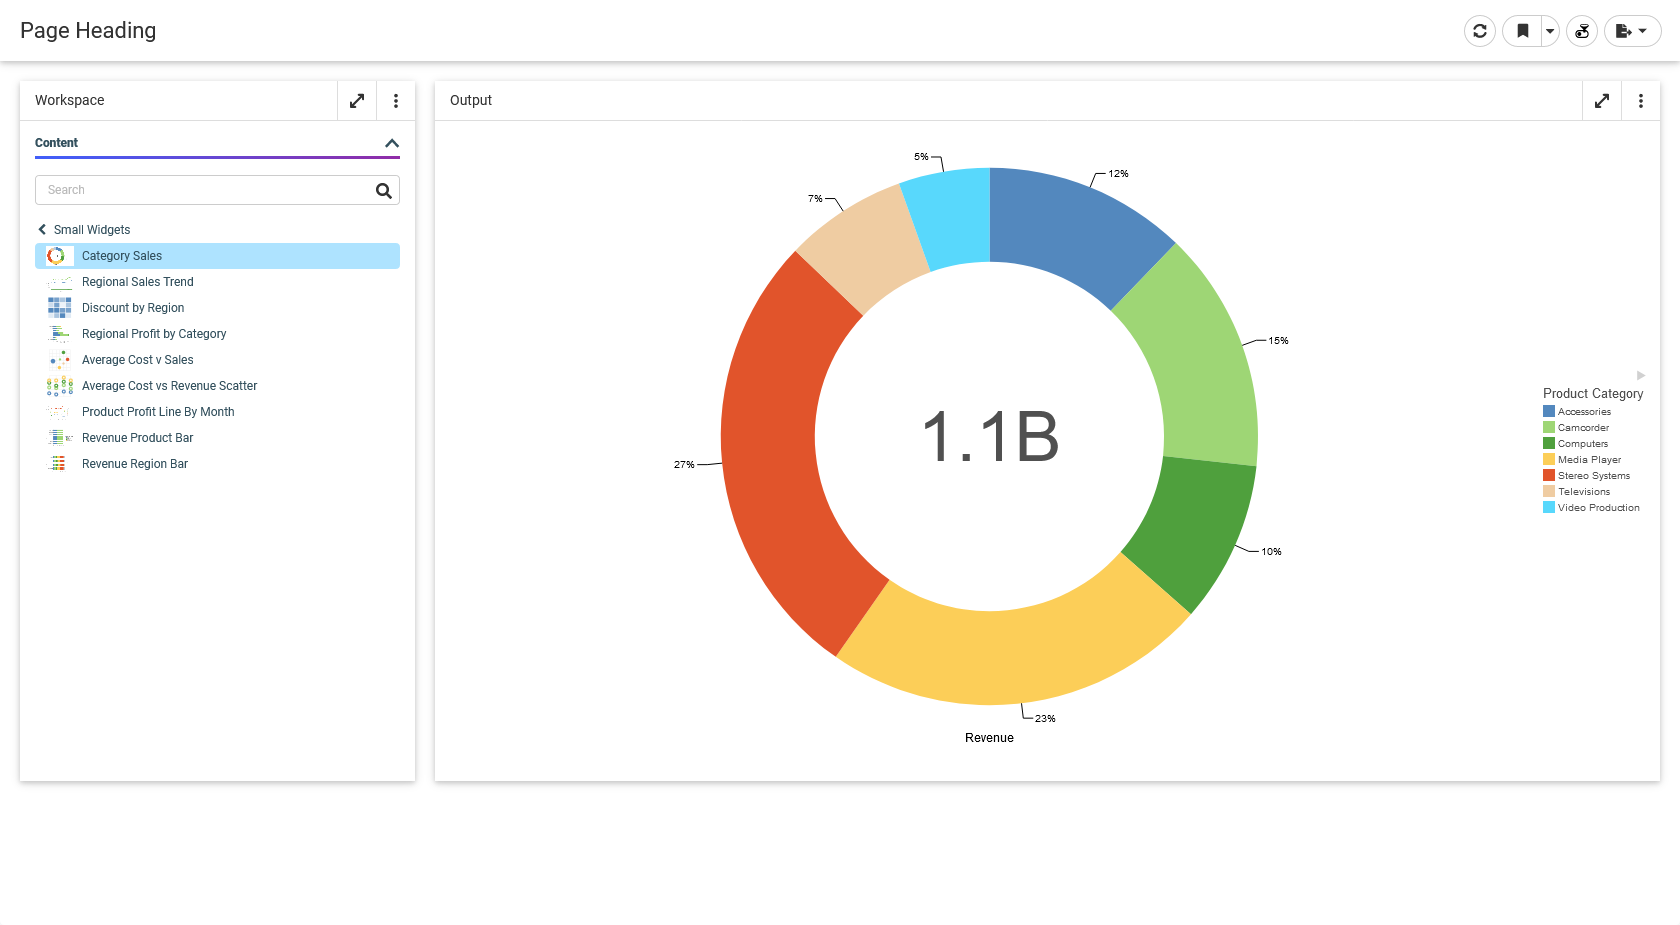 Page Heading
Workspace
Content
Search
Small Widgets
Category Sales
Regional Sales Trend
Discount by Region
Regional Profit by Category
Average Cost v Sales
Average Cost vs Revenue Scatter
Product Profit Line By Month
Revenue Product Bar
Revenue Region Bar
Output
5%
12%
7%
15%
1.1B
27%
10%
23%
Revenue
Product Category
Accessories
Camcorder
Computers
Media Player
Stereo Systems
Televisions
Video Production